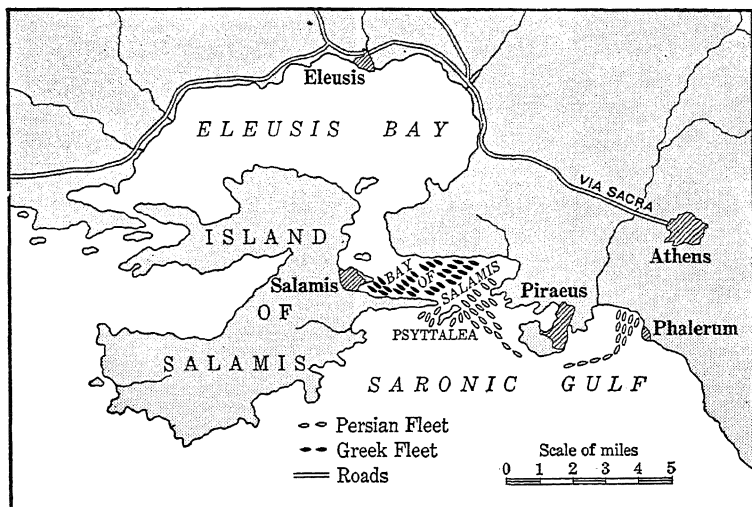 Eleusis
ELEUSIS BAY
VIA SACRA
Athens
ISLAND
OF
SALAMIS
Salamis
BAY
OF
SALAMIS
Piraeus
PSYTTALEA
Phalerum
SARONIC GULF
Persian Fleet
Greek Fleet
Roads
Scale of miles
0 1 2 3 4 5